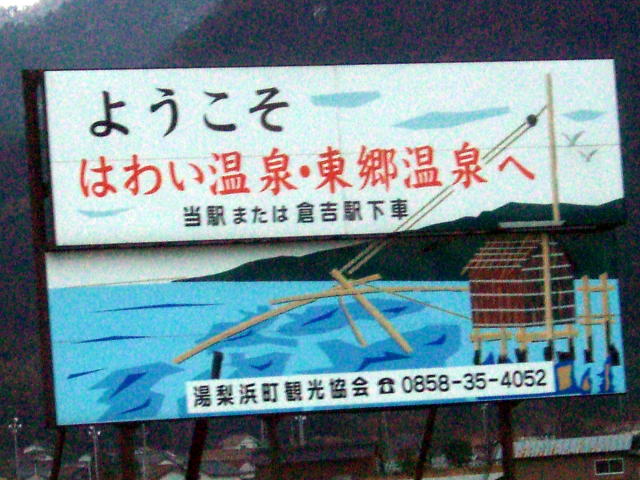 ようこそ
はわい温泉・東郷温泉へ
当駅または倉吉駅下車
湯梨浜町観光協会 ☎ 0858-35-4052